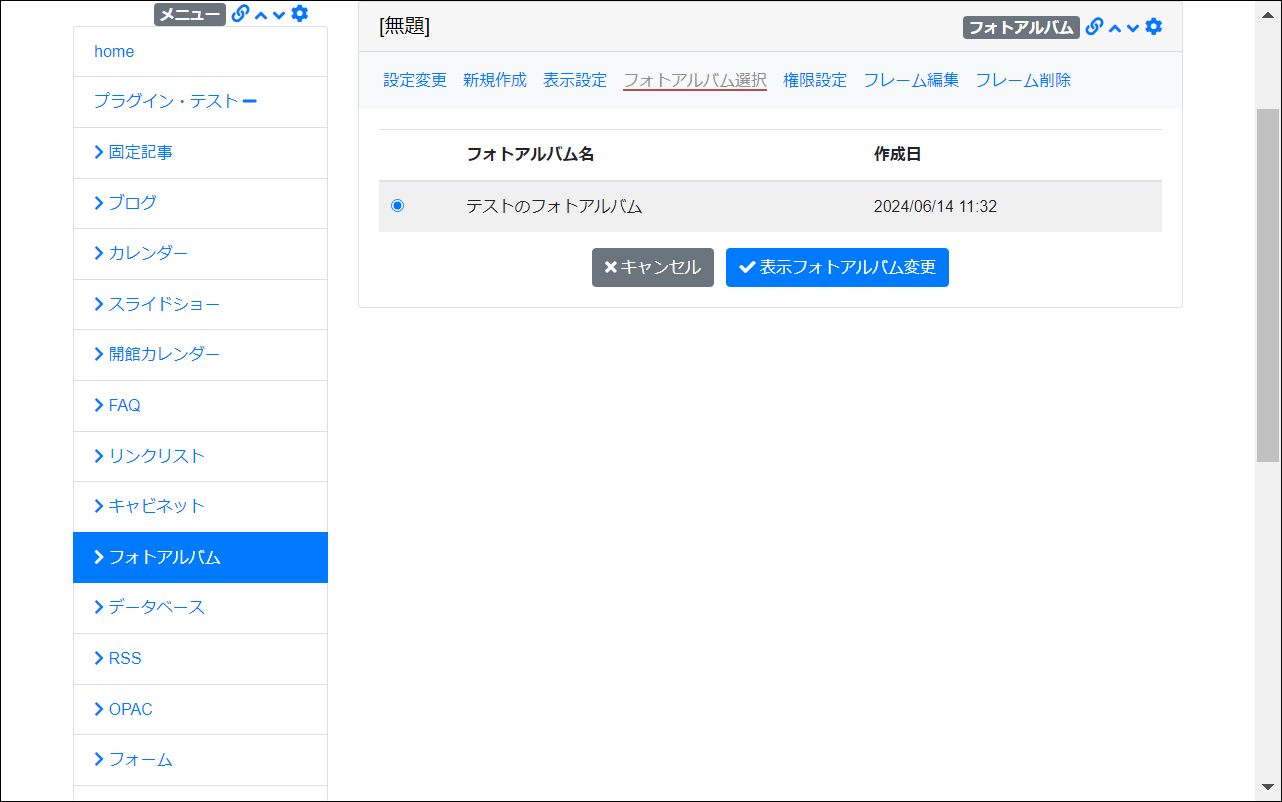 メニュー
home
プラグイン・テスト
固定記事
ブログ
カレンダー
スライドショー
開館カレンダー
FAQ
リンクリスト
キャビネット
フォトアルバム
データベース
RSS
OPAC
フォーム
[無題] フォトアルバム
設定変更 新規作成 表示設定 フォトアルバム選択 権限設定 フレーム編集 フレーム削除
フォトアルバム名 作成日
テストのフォトアルバム 2024/06/14 11:32
キャンセル 表示フォトアルバム変更